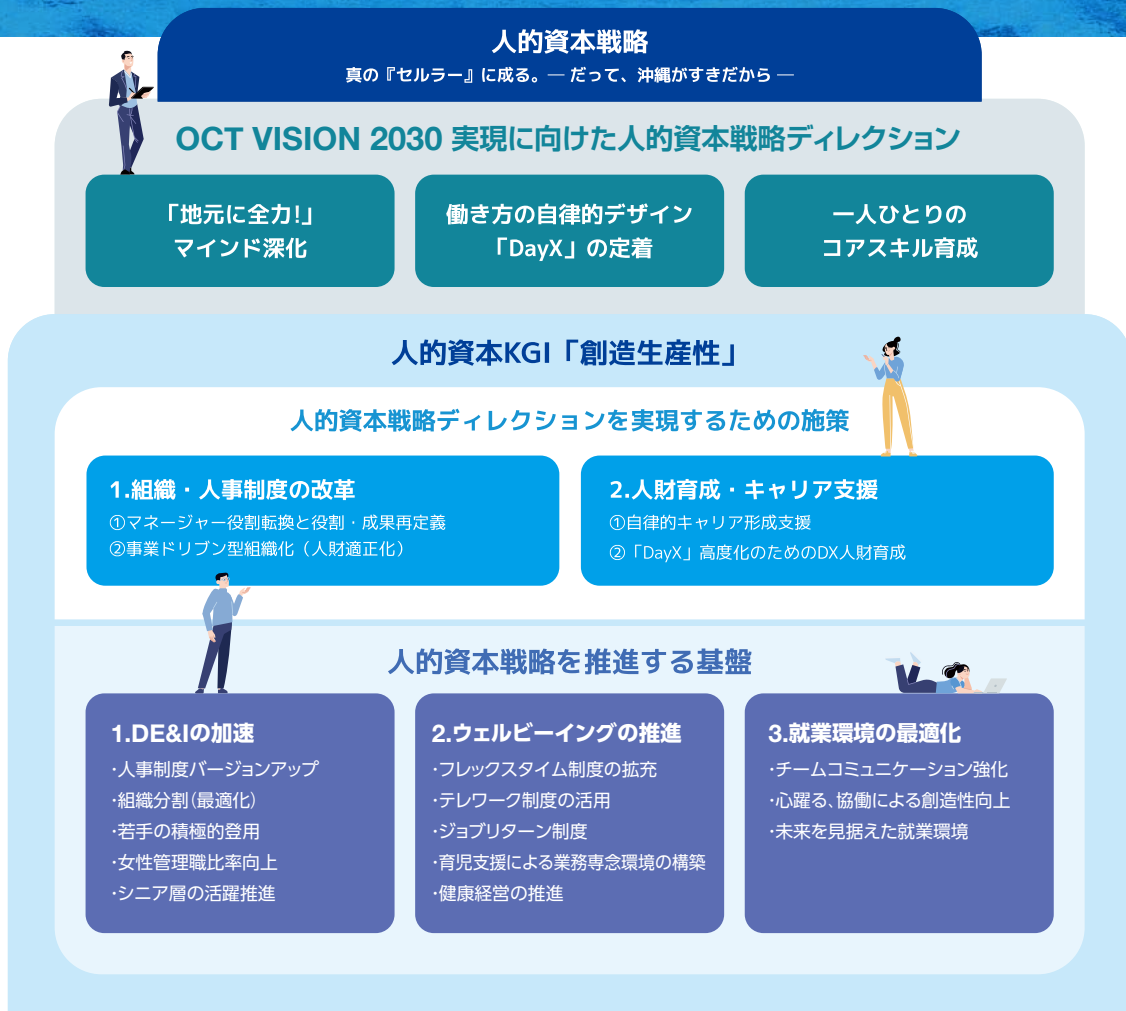 人的資本戦略
真の『セルラー』に成る。― だって、沖縄がすきだから ―
OCT VISION 2030 実現に向けた人的資本戦略ディレクション
「地元に全力!」
マインド深化
働き方の自律的デザイン
「DayX」の定着
一人ひとりの
コアスキル育成
人的資本KGI「創造生産性」
人的資本戦略ディレクションを実現するための施策
1.組織・人事制度の改革
①マネージャー役割転換と役割・成果再定義
②事業ドリブン型組織化（人財適正化）
2.人財育成・キャリア支援
①自律的キャリア形成支援
②「DayX」高度化のためのDX人財育成
人的資本戦略を推進する基盤
1.DE&Iの加速
･人事制度バージョンアップ
･組織分割（最適化）
･若手の積極的登用
･女性管理職比率向上
･シニア層の活躍推進
2.ウェルビーイングの推進
･フレックスタイム制度の拡充
･テレワーク制度の活用
･ジョブリターン制度
･育児支援による業務専念環境の構築
･健康経営の推進
3.就業環境の最適化
･チームコミュニケーション強化
･心躍る、協働による創造性向上
･未来を見据えた就業環境